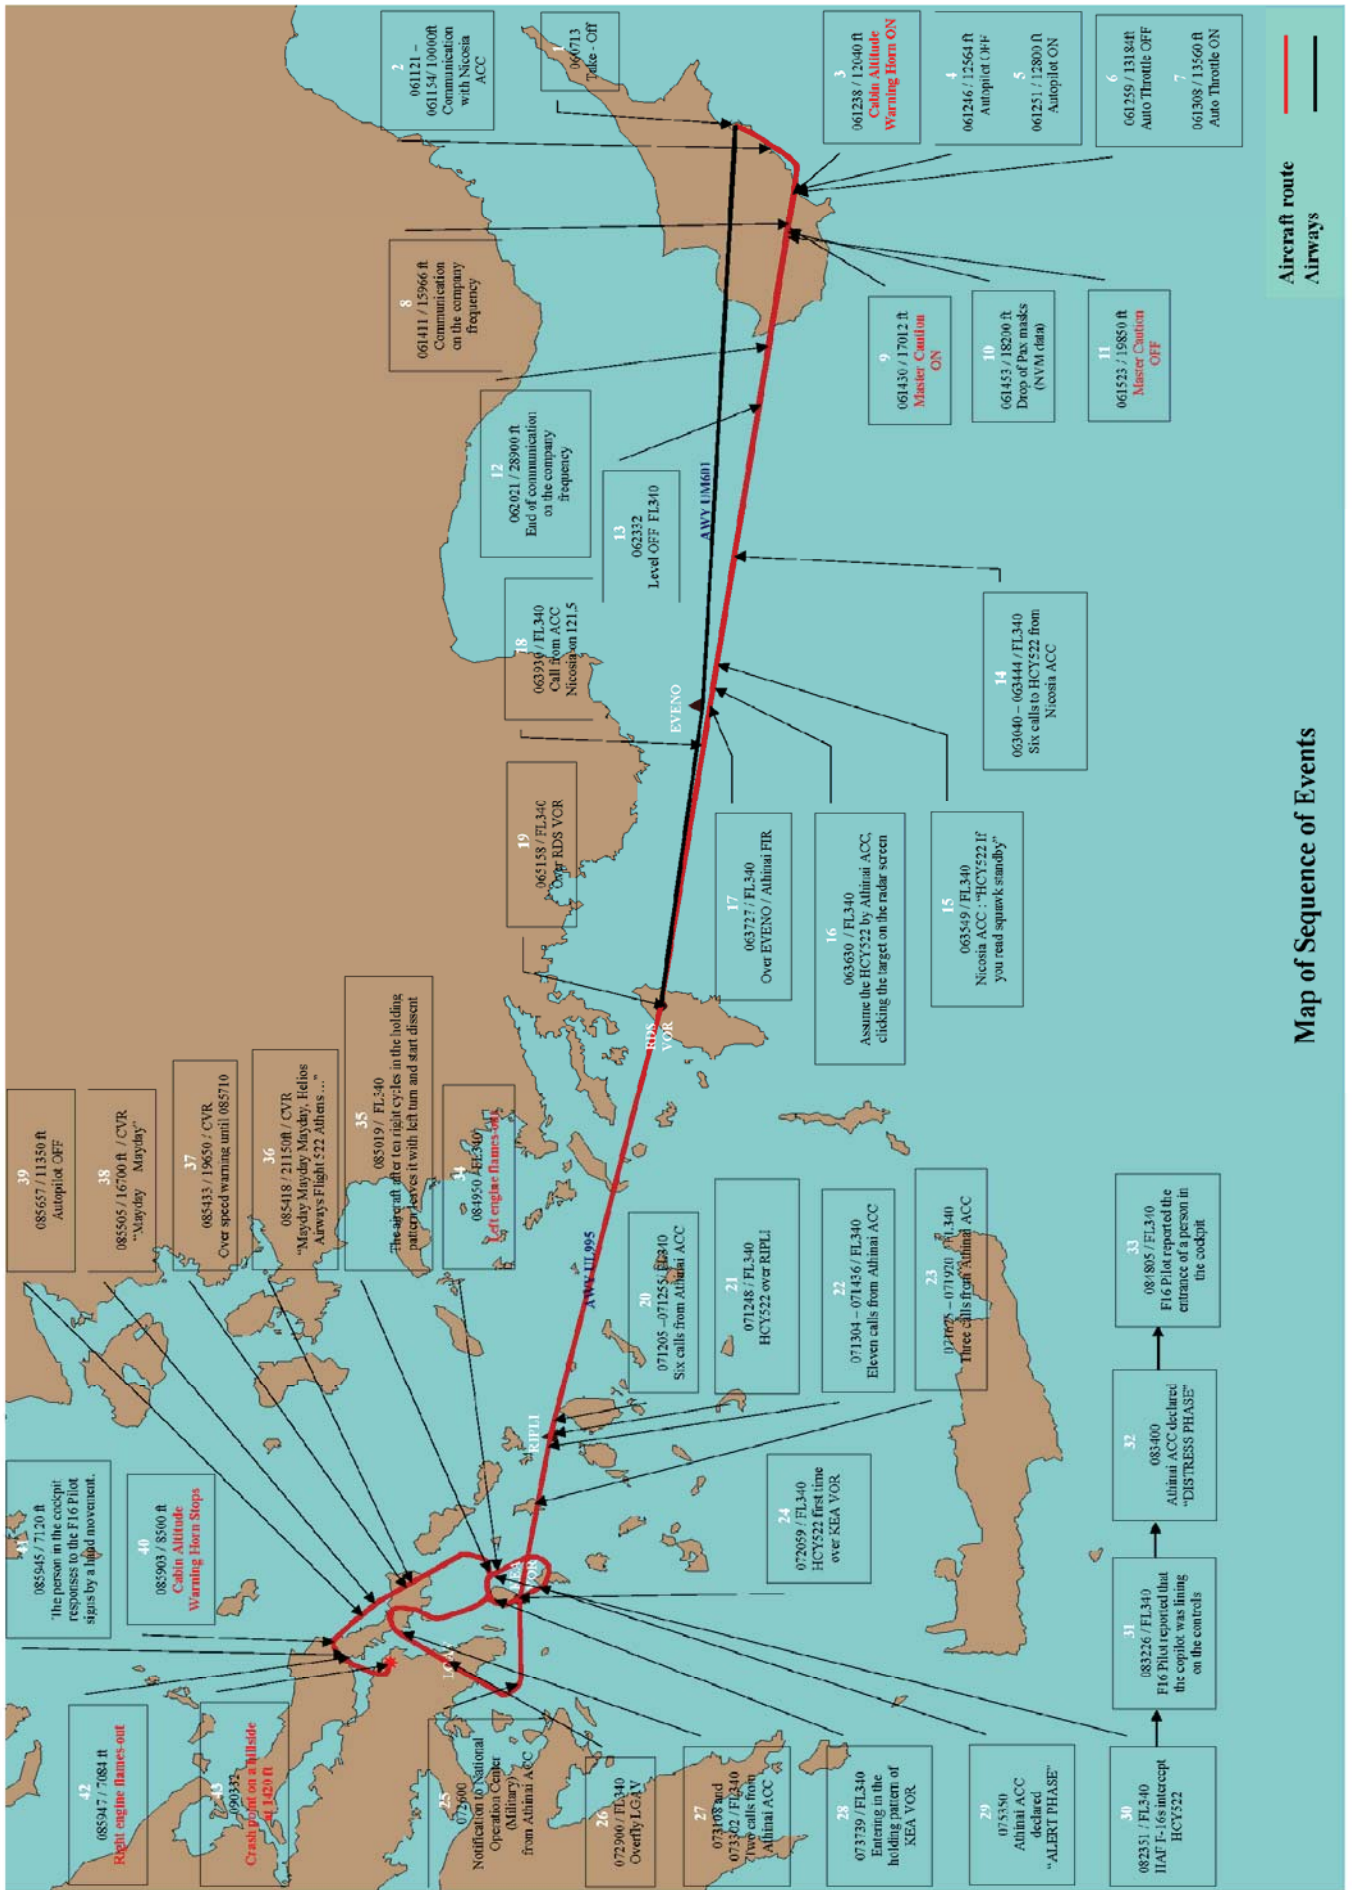 1
060713
Take - Off
2
061121 –
061154/ 10000ft
Communication
with Nicosia
ACC
3
061238 / 12040 ft
Cabin Altitude
Warning Horn ON
4
061246 / 12564 ft
Autopilot OFF
5
061251 / 12800 ft
Autopilot ON
6
061259 / 13184ft
Auto Throttle OFF
7
061308 / 13560 ft
Auto Throttle ON
8
061411 / 15966 ft
Communication
on the company
frequency
9
061430 / 17012 ft
Master Caution
ON
10
061453 / 18200 ft
Drop of Pax masks
(NVM data)
11
061523 / 19850 ft
Master Caution
OFF
12
062021 / 28900 ft
End of communication
on the company
frequency
13
062332
Level OFF FL340
14
063040 – 063444 / FL340
Six calls to HCY522 from
Nicosia ACC
15
063549 / FL340
Nicosia ACC : "HCY522 If
you read squawk standby"
16
063630 / FL340
Assume the HCY522 by Athinai ACC,
clicking the target on the radar screen
17
063727 / FL340
Over EVENO / Athinai FIR
18
063930 / FL340
Call from ACC
Nicosia on 121,5
19
065158 / FL340
Over RDS VOR
20
071205 –071255/ FL340
Six calls from Athinai ACC
21
071248 / FL340
HCY522 over RIPLI
22
071304 – 071436 / FL340
Eleven calls from Athinai ACC
23
071625 – 071920 / FL340
Three calls from Athinai ACC
24
072059 / FL340
HCY522 first time
over KEA VOR
25
072600
Notification to National
Operation Center
(Military)
from Athinai ACC
26
072900 / FL340
Overfly LGAV
27
073108 and
073302 / FL340
Two calls from
Athinai ACC
28
073739 / FL340
Entering in the
holding pattern of
KEA VOR
29
075350
Athinai ACC
declared
"ALERT PHASE"
30
082351 / FL340
HAF F-16s intercept
HCY522
31
083226 / FL340
F16 Pilot reported that
the copilot was lining
on the controls
32
083400
Athinai ACC declared
"DISTRESS PHASE"
33
084805 / FL340
F16 Pilot reported the
entrance of a person in
the cockpit
34
084950 / FL340
Left engine flames-out
35
085019 / FL340
The aircraft after ten right cycles in the holding
pattern leaves it with left turn and start dissent
36
085418 / 21150ft / CVR
"Mayday Mayday Mayday, Helios
Airways Flight 522 Athens ..."
37
085433 / 19650 / CVR
Over speed warning until 085710
38
085505 / 16700 ft / CVR
"Mayday Mayday"
39
085657 / 11350 ft
Autopilot OFF
40
085903 / 8500 ft
Cabin Altitude
Warning Horn Stops
41
085945 / 7120 ft
The person in the cockpit
responses to the F16 Pilot
signs by a hand movement.
42
085947 / 7084 ft
Right engine flames-out
43
090332
Crash point on a hillside
at 1420 ft
AWY UM601
EVENO
RDS
VOR
AWY UL995
RIPLI
KEA
VOR
LGAV
Aircraft route
Airways
Map of Sequence of Events